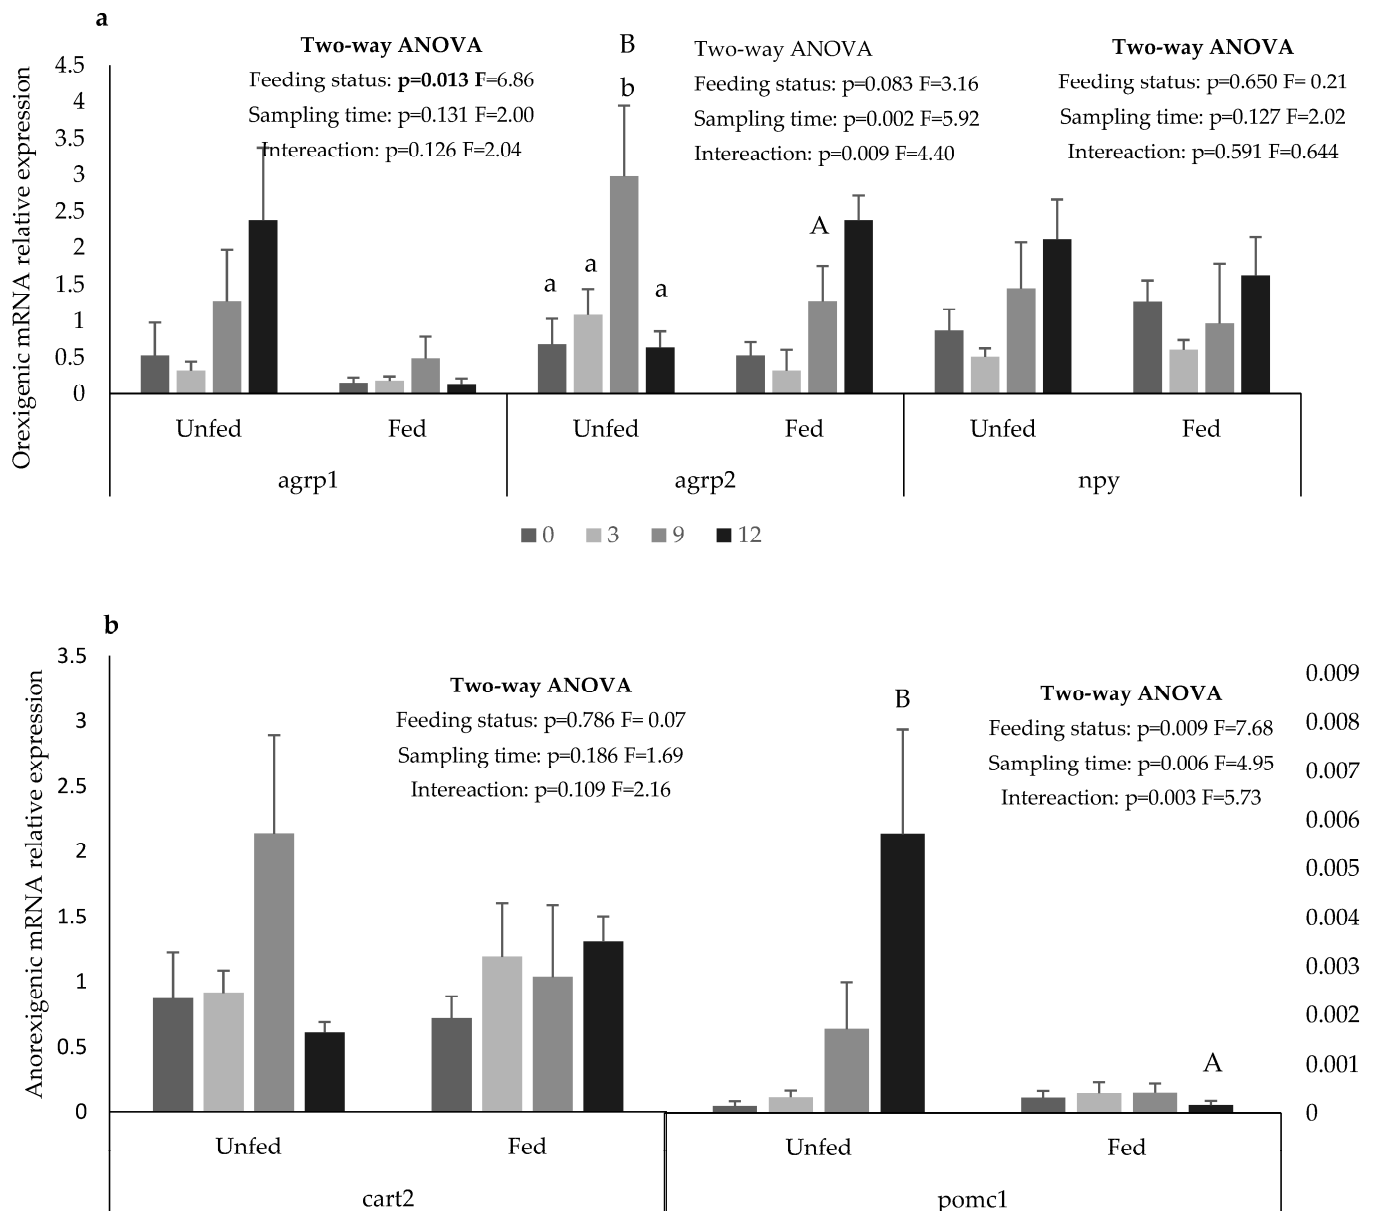 a
Two-way ANOVA
Feeding status: p=0.013 F=6.86
Sampling time: p=0.131 F=2.00
Intereaction: p=0.126 F=2.04
B
b
Two-way ANOVA
Feeding status: p=0.083 F=3.16
Sampling time: p=0.002 F=5.92
Intereaction: p=0.009 F=4.40
Two-way ANOVA
Feeding status: p=0.650 F= 0.21
Sampling time: p=0.127 F=2.02
Intereaction: p=0.591 F=0.644
Orexigenic mRNA relative expression
4.5
4
3.5
3
2.5
2
1.5
1
0.5
0
a
a
a
A
Unfed
Fed
Unfed
Fed
Unfed
Fed
agrp1
agrp2
npy
0 3 9 12
b
Anorexigenic mRNA relative expression
3.5
3
2.5
2
1.5
1
0.5
0
Two-way ANOVA
Feeding status: p=0.786 F= 0.07
Sampling time: p=0.186 F=1.69
Intereaction: p=0.109 F=2.16
B
Two-way ANOVA
Feeding status: p=0.009 F=7.68
Sampling time: p=0.006 F=4.95
Intereaction: p=0.003 F=5.73
A
0.009
0.008
0.007
0.006
0.005
0.004
0.003
0.002
0.001
0
Unfed
Fed
Unfed
Fed
cart2
pomc1